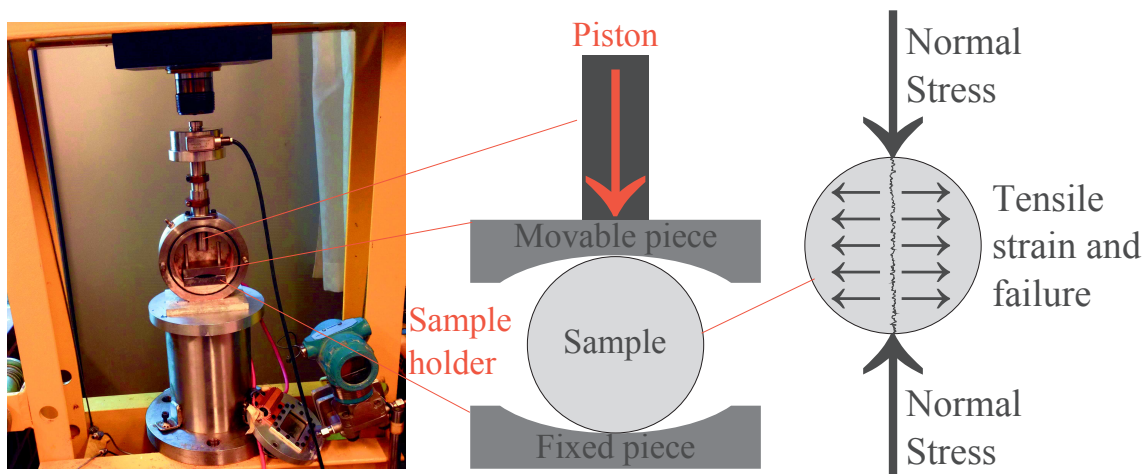 Piston
Movable piece
Sample
Sample
holder
Fixed piece
Normal
Stress
Tensile
strain and
failure
Normal
Stress